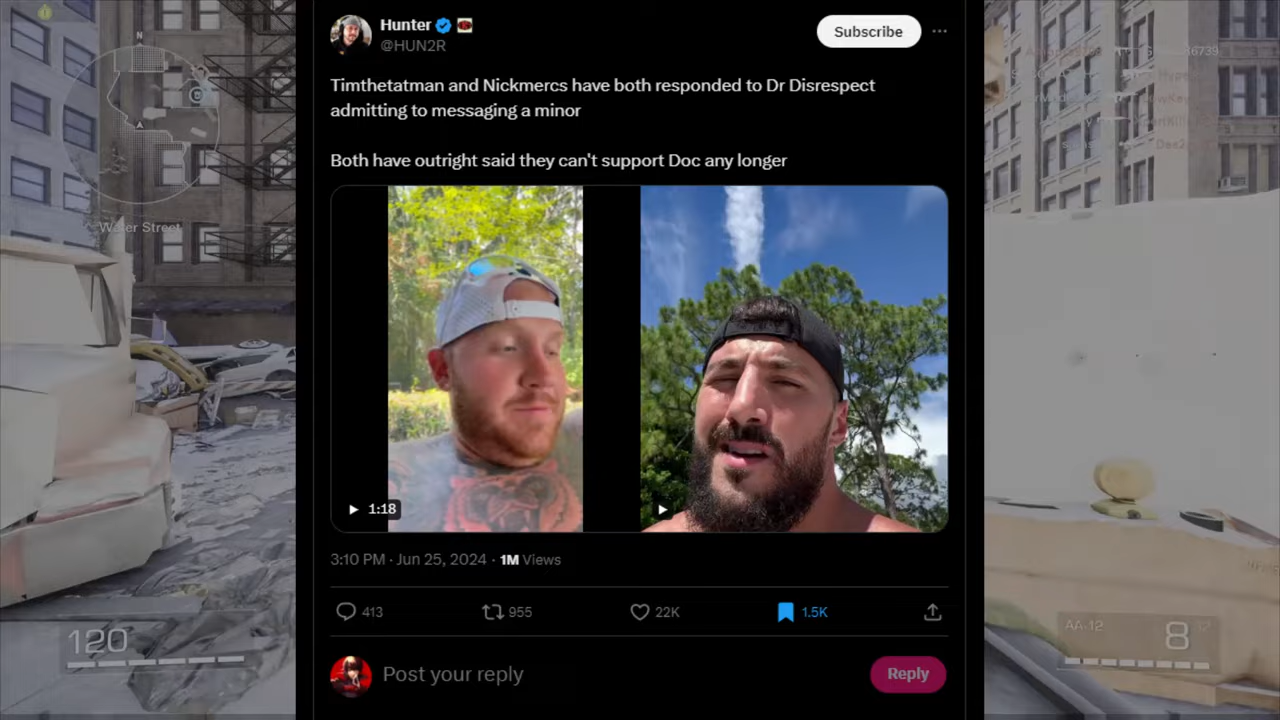 Hunter
@HUN2R
Subscribe
Timthetatman and Nickmercs have both responded to Dr Disrespect
admitting to messaging a minor
Both have outright said they can't support Doc any longer
1:18
3:10 PM · Jun 25, 2024 · 1M Views
413
955
22K
1.5K
Post your reply
Reply
N
Water Street
120
AA-12
8